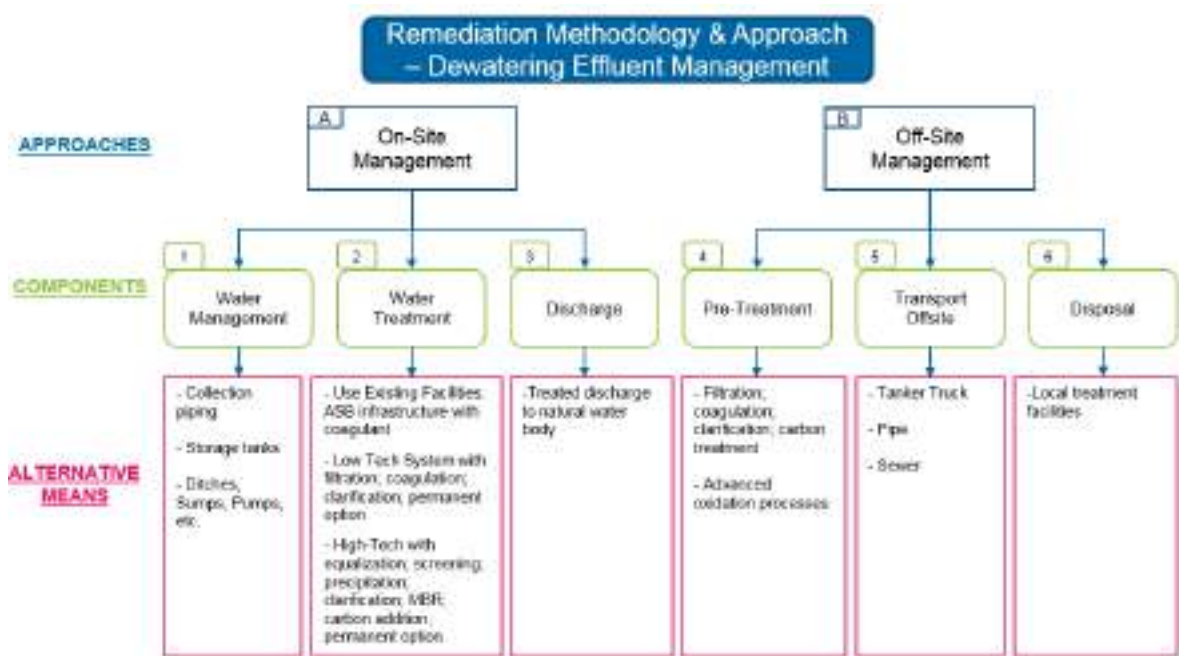 Remediation Methodology & Approach
– Dewatering Effluent Management
APPROACHES
A
On-Site
Management
B
Off-Site
Management
COMPONENTS
1
Water
Management
2
Water
Treatment
3
Discharge
4
Pre-Treatment
5
Transport
Offsite
6
Disposal
ALTERNATIVE
MEANS
- Collection
piping
- Storage tanks
- Ditches,
Sumps, Pumps,
etc.
- Use Existing Facilities:
ASB infrastructure with
coagulant
- Low Tech System with
filtration; coagulation;
clarification; permanent
option
- High-Tech with
equalization; screening;
precipitation;
clarification; MBR;
carbon addition;
permanent option
-Treated discharge
to natural water
body
- Filtration;
coagulation;
clarification; carbon
treatment
- Advanced
oxidation processes
- Tanker Truck
- Pipe
- Sewer
-Local treatment
facilities